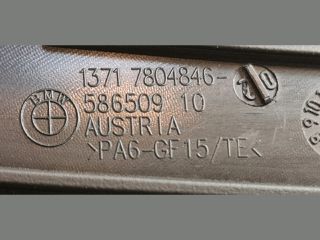 1371 7804846-
BMW
586509 10
AUSTRIA
>PA6-GF15/TE<